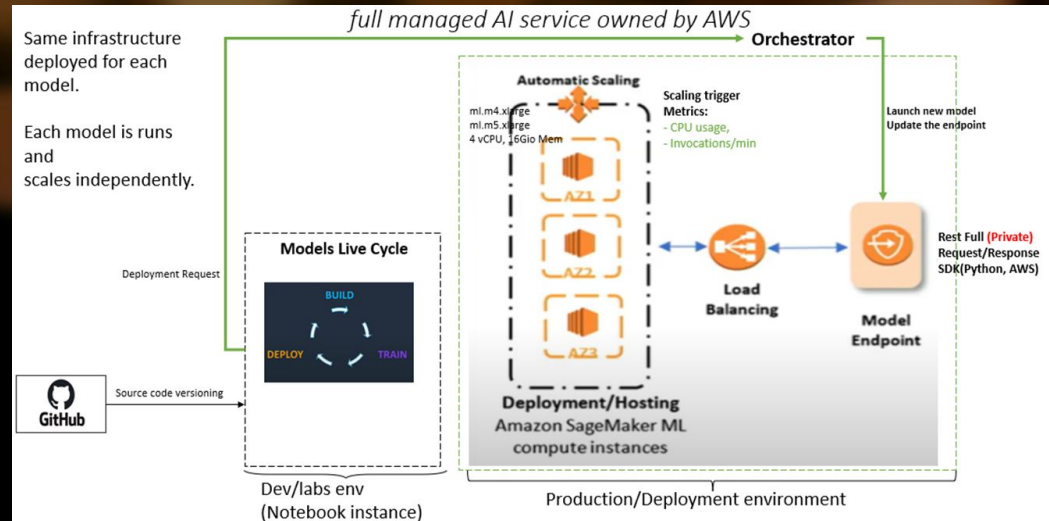 full managed AI service owned by AWS
Same infrastructure
deployed for each
model.
Each model is runs
and
scales independently.
Orchestrator
Automatic Scaling
ml.m4.xlarge
ml.m5.xlarge
4 vCPU, 16Gio Mem
Scaling trigger
Metrics:
- CPU usage,
- Invocations/min
Launch new model
Update the endpoint
AZ1
AZ2
AZ3
Models Live Cycle
Deployment Request
BUILD
DEPLOY
TRAIN
Load
Balancing
Rest Full (Private)
Request/Response
SDK(Python, AWS)
Model
Endpoint
GitHub
Source code versioning
Deployment/Hosting
Amazon SageMaker ML
compute instances
Dev/labs env
(Notebook instance)
Production/Deployment environment